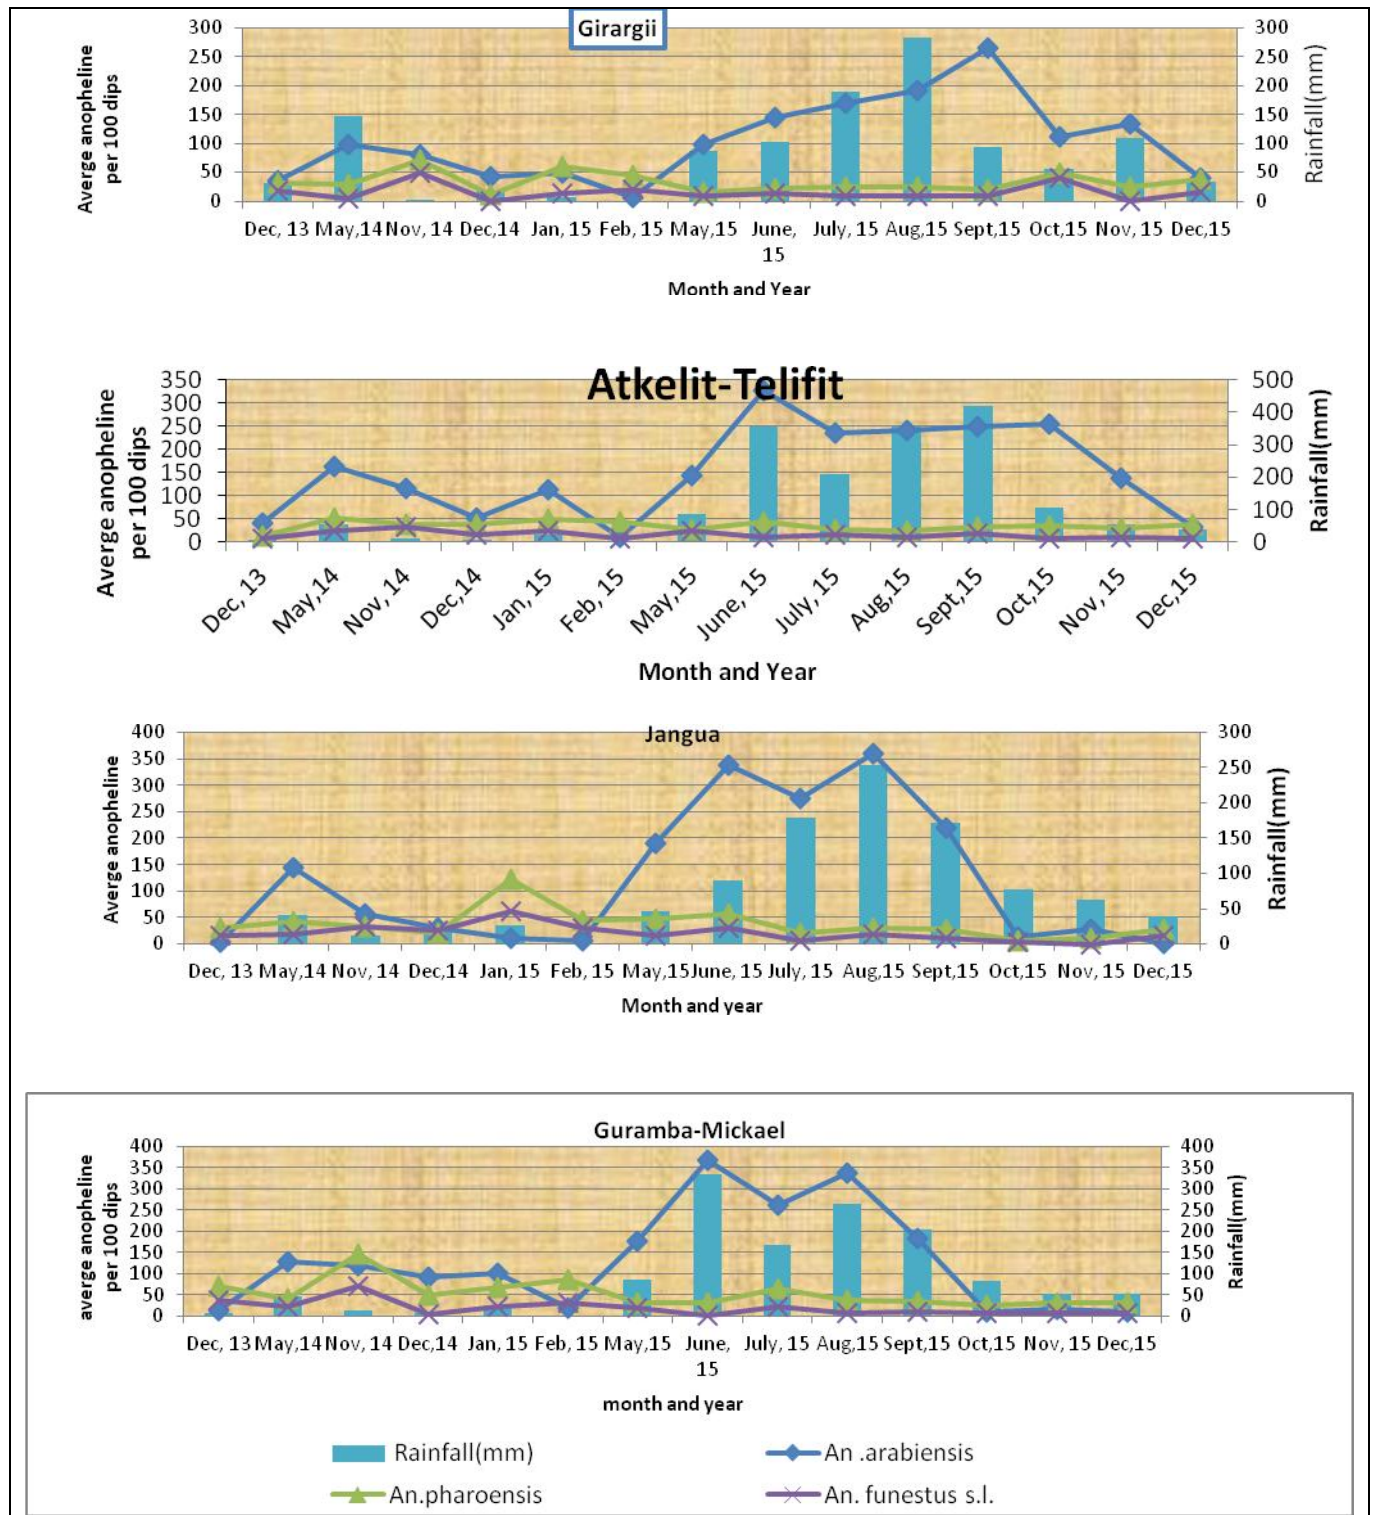 Girargii
Averge anopheline
per 100 dips
300
250
200
150
100
50
0
300
250
200
150
100
50
0
Rainfall(mm)
Dec, 13 May,14 Nov, 14 Dec,14 Jan, 15 Feb, 15 May,15 June, 15 July, 15 Aug,15 Sept,15 Oct,15 Nov, 15 Dec,15
Month and Year
Atkelit-Telifit
Averge anopheline
per 100 dips
350
300
250
200
150
100
50
0
500
400
300
200
100
0
Rainfall(mm)
Dec, 13 May,14 Nov, 14 Dec,14 Jan, 15 Feb, 15 May,15 June, 15 July, 15 Aug,15 Sept,15 Oct,15 Nov, 15 Dec,15
Month and Year
Jangua
Averge anopheline
400
350
300
250
200
150
100
50
0
300
250
200
150
100
50
0
Rainfall(mm)
Dec, 13 May,14 Nov, 14 Dec,14 Jan, 15 Feb, 15 May,15 June, 15 July, 15 Aug,15 Sept,15 Oct,15 Nov, 15 Dec,15
Month and year
Guramba-Mickael
averge anopheline
per 100 dips
400
350
300
250
200
150
100
50
0
400
350
300
250
200
150
100
50
0
Rainfall(mm)
Dec, 13 May,14 Nov, 14 Dec,14 Jan, 15 Feb, 15 May,15 June, 15 July, 15 Aug,15 Sept,15 Oct,15 Nov, 15 Dec,15
month and year
Rainfall(mm)
An .arabiensis
An.pharoensis
An. funestus s.l.